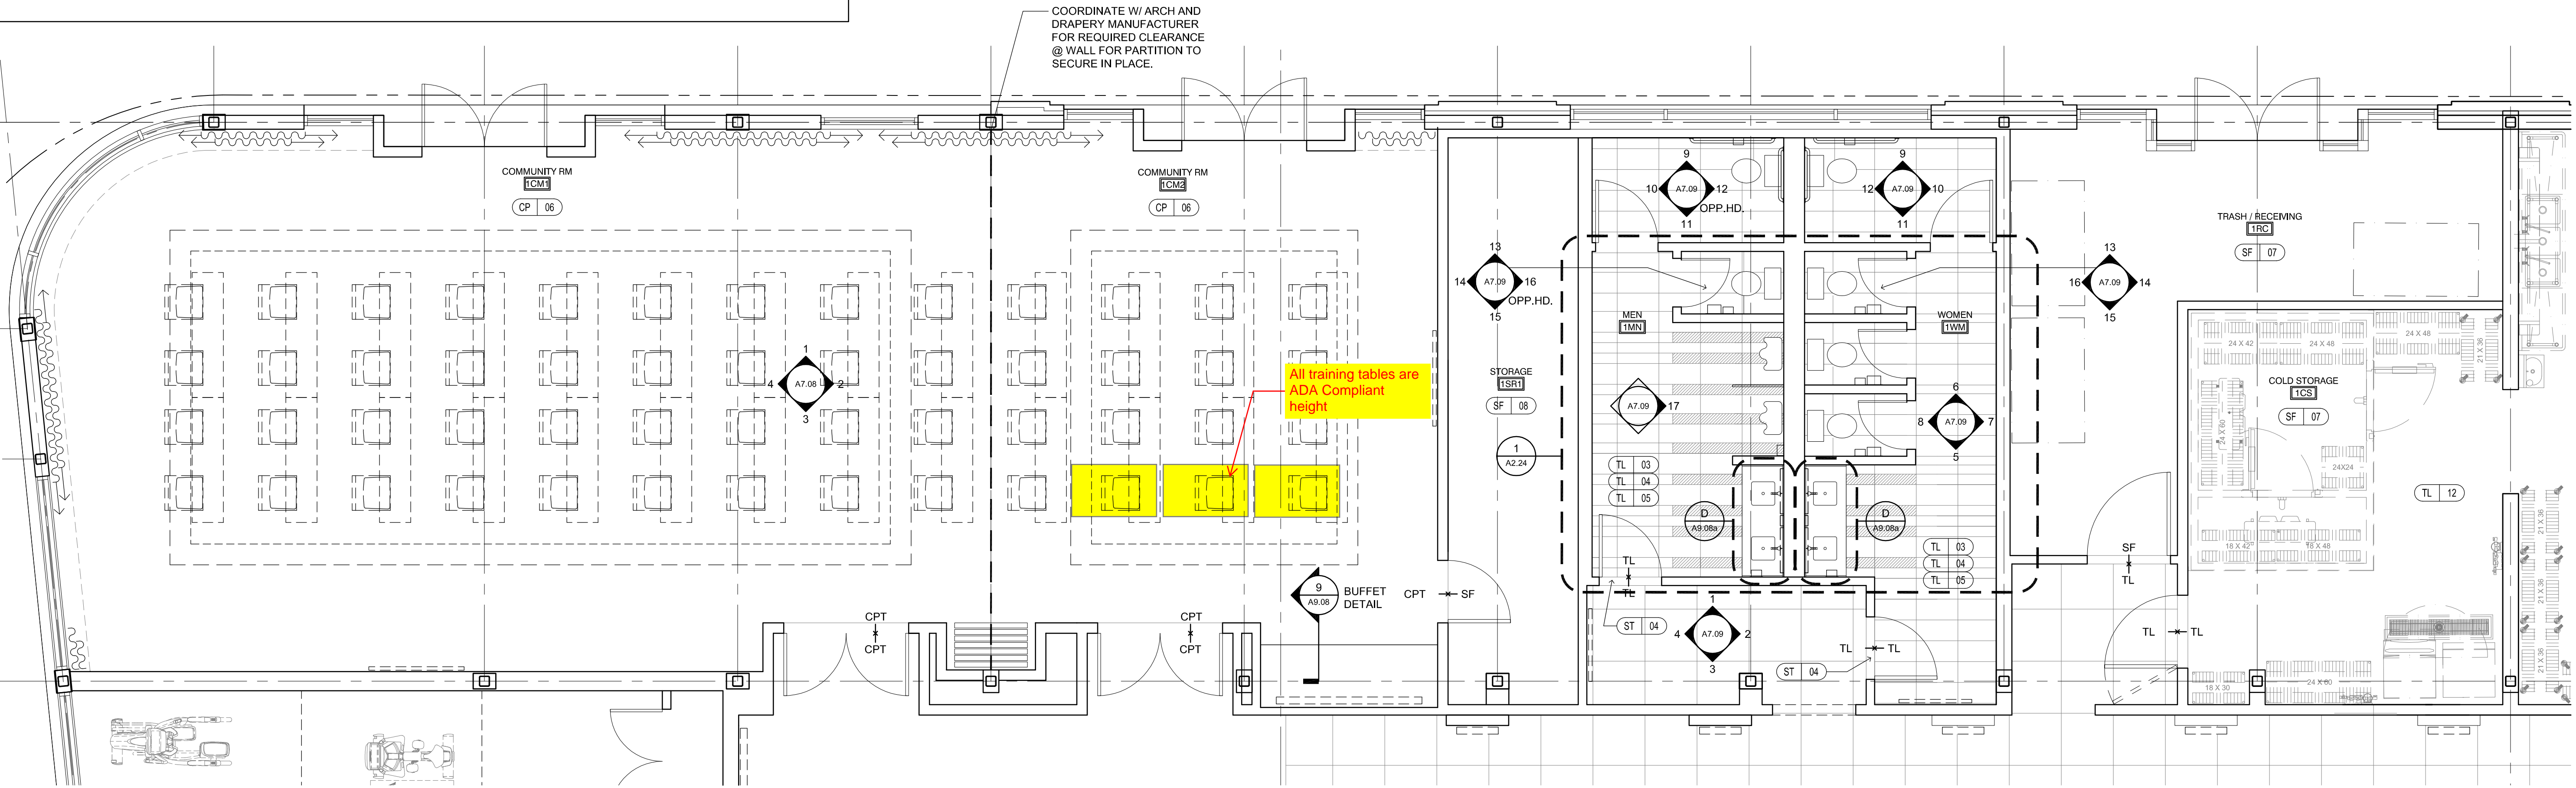 COORDINATE W/ ARCH AND
DRAPERY MANUFACTURER
FOR REQUIRED CLEARANCE
@ WALL FOR PARTITION TO
SECURE IN PLACE.
COMMUNITY RM
1CM1
CP 06
COMMUNITY RM
1CM2
CP 06
1
4 A7.08 2
3
All training tables are
ADA Compliant
height
9
A9.08
BUFFET
DETAIL
CPT
CPT
CPT
CPT
CPT SF
STORAGE
1SR1
SF 08
1
A2.24
13
14 A7.09 16
OPP.HD.
15
9
10 A7.09 12
OPP.HD.
11
9
12 A7.09 10
11
MEN
1MN
A7.09 17
TL 03
TL 04
TL 05
D
A9.08a
D
A9.08a
WOMEN
1WM
6
8 A7.09 7
5
TL 03
TL 04
TL 05
TL
TL
ST 04
1
4 A7.09 2
3
TL TL
ST 04
13
16 A7.09 14
15
TRASH / RECEIVING
1RC
SF 07
SF
TL
TL TL
COLD STORAGE
1CS
SF 07
24 X 42
24 X 48
24 X 48
21 X 36
24 X 60
24X24
18 X 42
18 X 48
TL 12
18 X 30
24 X 60
21 X 36
21 X 36
21 X 36